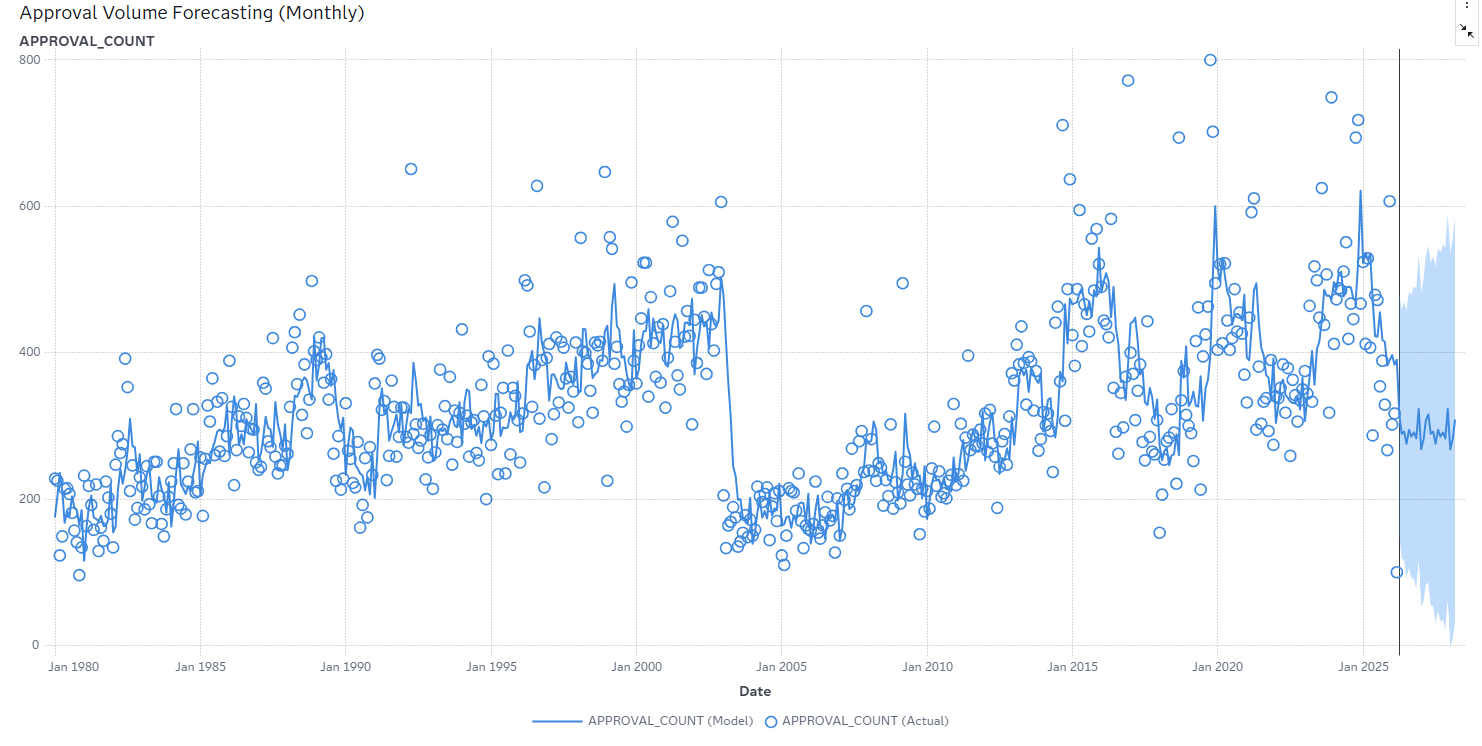 Approval Volume Forecasting (Monthly)
APPROVAL_COUNT
800
600
400
200
0
Jan 1980 Jan 1985 Jan 1990 Jan 1995 Jan 2000 Jan 2005 Jan 2010 Jan 2015 Jan 2020 Jan 2025
Date
APPROVAL_COUNT (Model) APPROVAL_COUNT (Actual)